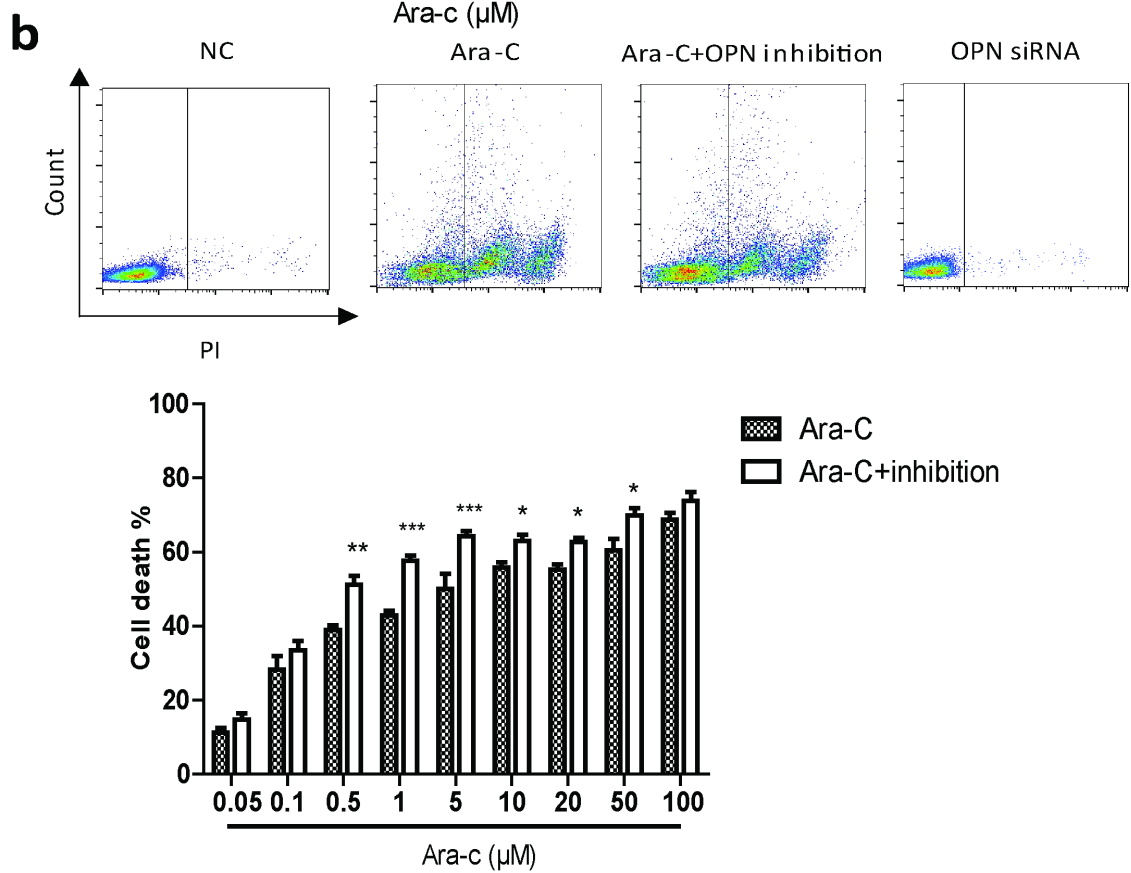 b
Ara-c (µM)
NC
Ara-C
Ara-C+OPN inhibition
OPN siRNA
Count
PI
100
80
60
40
20
0
Cell death %
**
***
***
*
*
*
Ara-C
Ara-C+inhibition
0.05 0.1 0.5 1 5 10 20 50 100
Ara-c (µM)